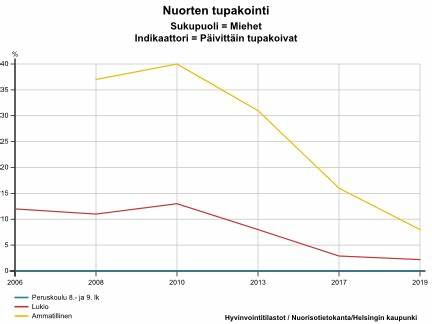 Nuorten tupakointi
Sukupuoli = Miehet
Indikaattori = Päivittäin tupakoivat
%
40
35
30
25
20
15
10
5
0
2006 2008 2010 2013 2017 2019
Peruskoulu 8.- ja 9. lk
Lukio
Ammatillinen
Hyvinvointitilastot / Nuorisotietokanta/Helsingin kaupunki